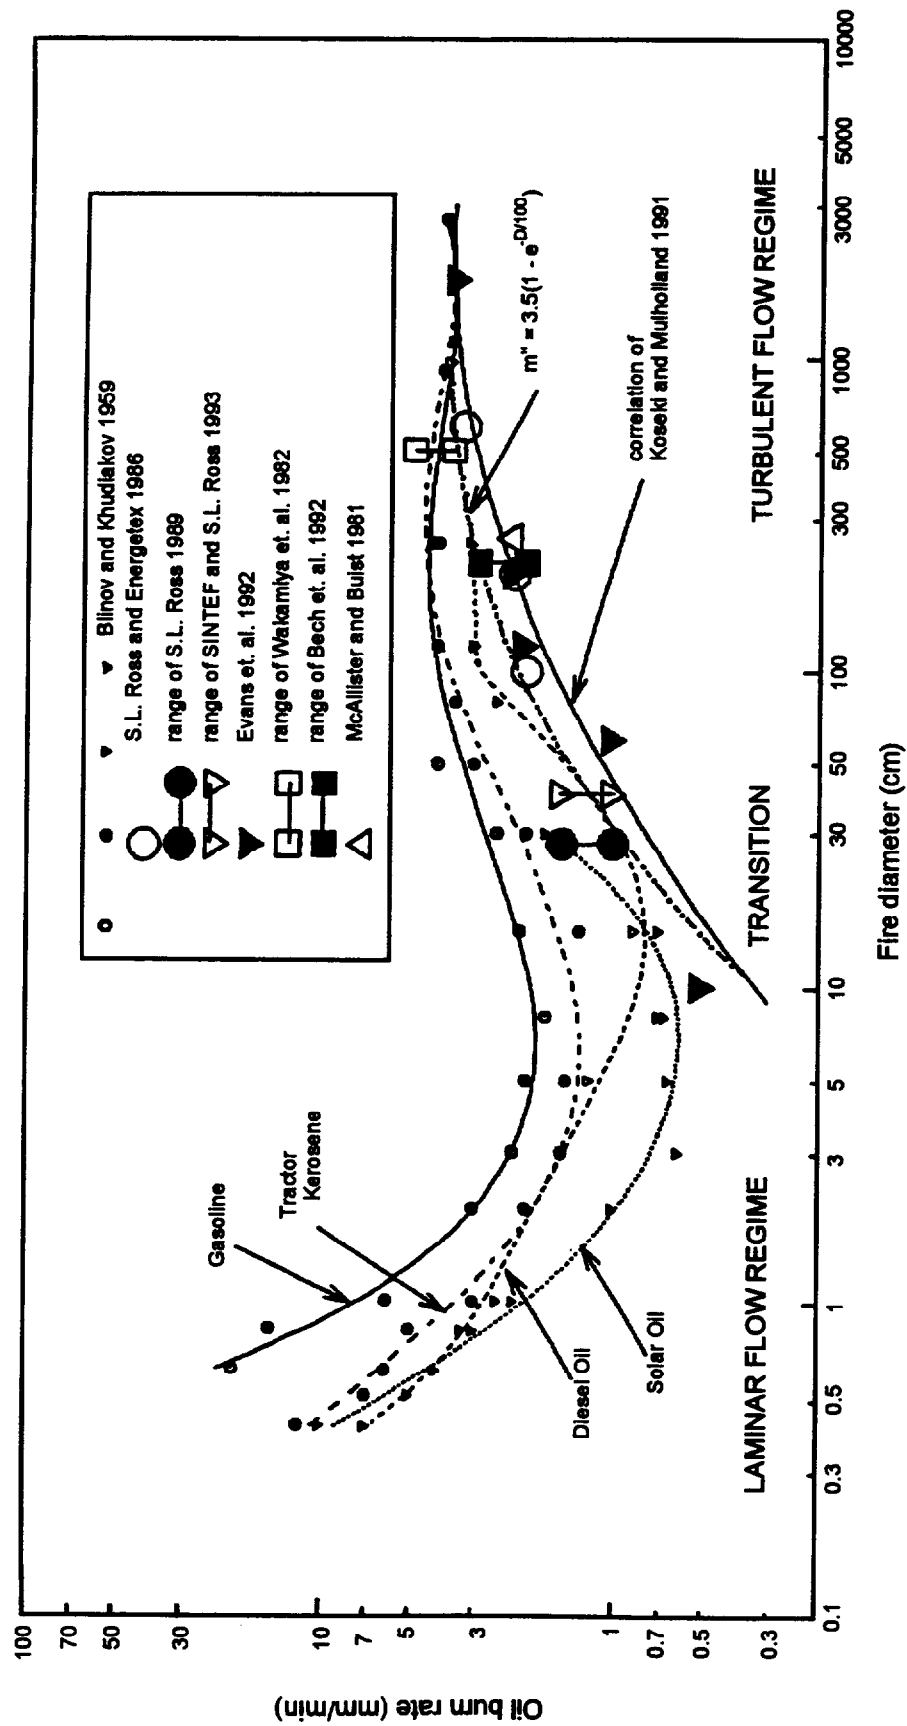 100
70
50
30
10
7
5
3
1
0.7
0.5
0.3
Oil burn rate (mm/min)
Blinov and Khudiakov 1959
S.L. Ross and Energetex 1986
range of S.L. Ross 1989
range of SINTEF and S.L. Ross 1993
Evans et. al. 1992
range of Wakamiya et. al. 1982
range of Bech et. al. 1992
McAllister and Buist 1981
Gasoline
Tractor
Kerosene
Diesel Oil
Solar Oil
m" = 3.5(1 - e^-D/100)
correlation of
Koseki and Mulholland 1991
LAMINAR FLOW REGIME
TRANSITION
TURBULENT FLOW REGIME
0.1
0.3
0.5
1
3
5
10
30
50
100
300
500
1000
3000
5000
10000
Fire diameter (cm)